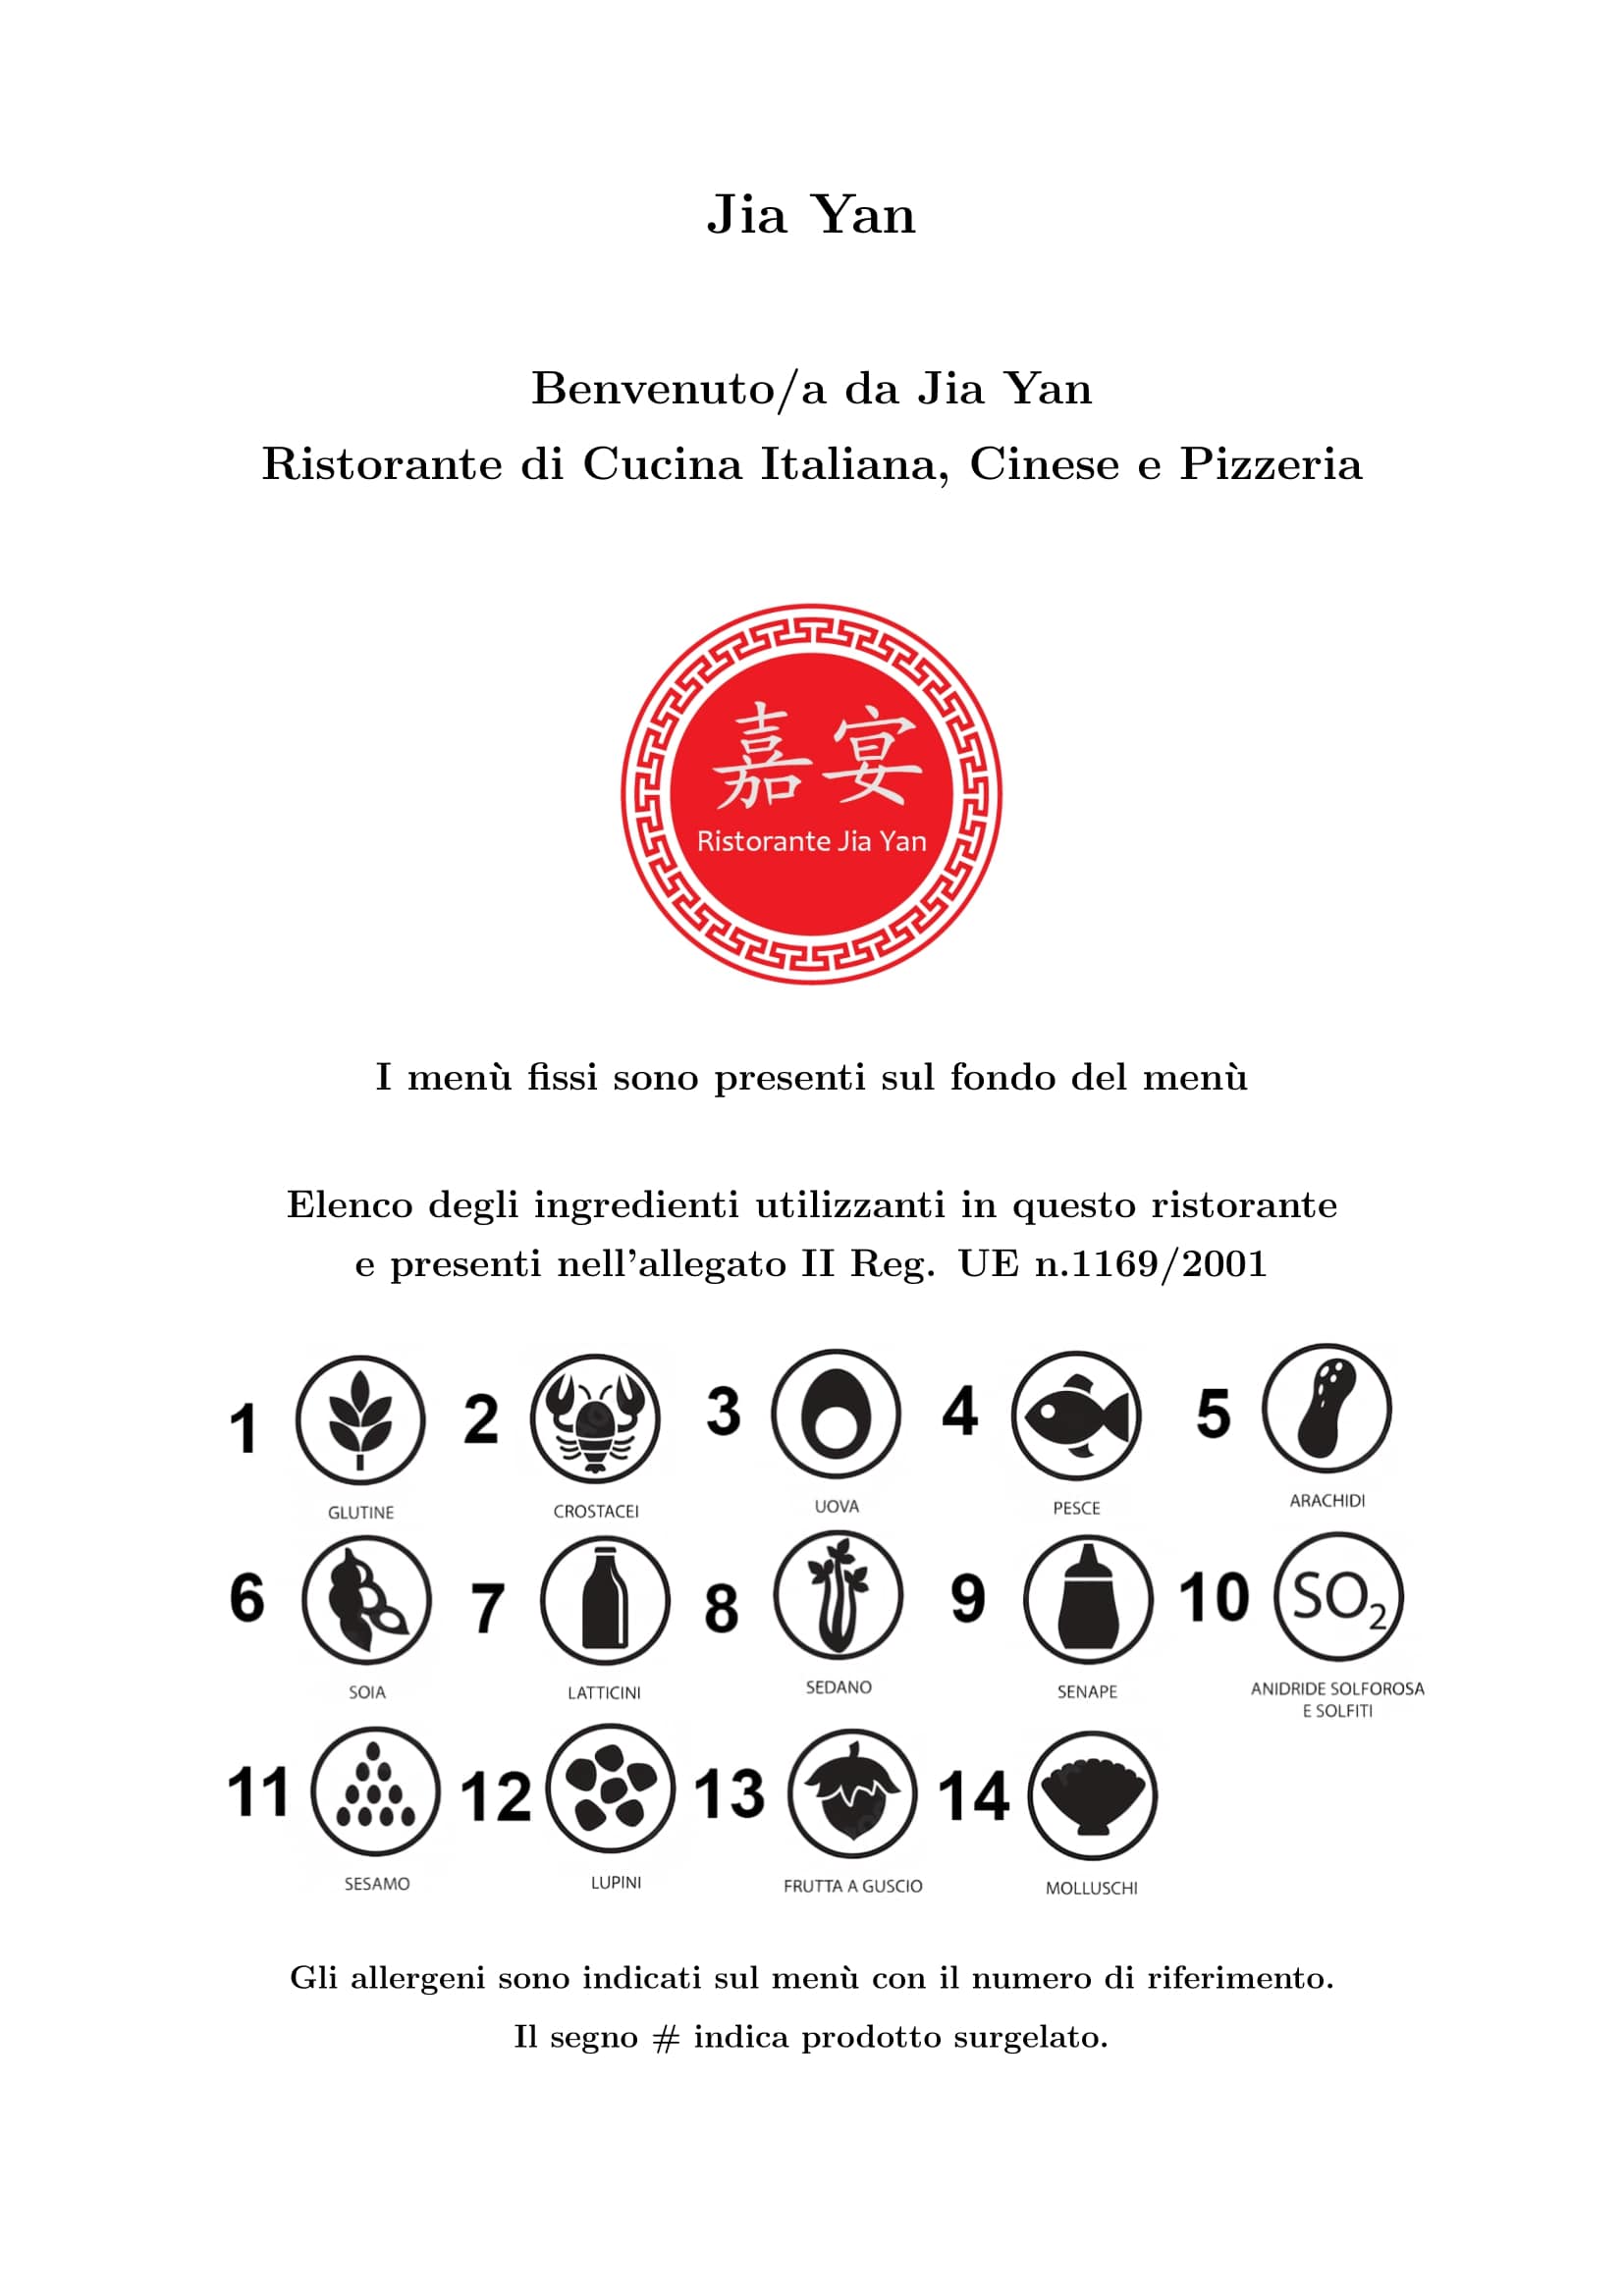 Jia Yan
Benvenuto/a da Jia Yan
Ristorante di Cucina Italiana, Cinese e Pizzeria
嘉宴
Ristorante Jia Yan
I menù fissi sono presenti sul fondo del menù
Elenco degli ingredienti utilizzanti in questo ristorante
e presenti nell'allegato II Reg. UE n.1169/2001
1 2 3 4 5
GLUTINE CROSTACEI UOVA PESCE ARACHIDI
6 7 8 9 10 SO₂
SOIA LATTICINI SEDANO SENAPE ANIDRIDE SOLFOROSA
E SOLFITI
11 12 13 14
SESAMO LUPINI FRUTTA A GUSCIO MOLLUSCHI
Gli allergeni sono indicati sul menù con il numero di riferimento.
Il segno # indica prodotto surgelato.